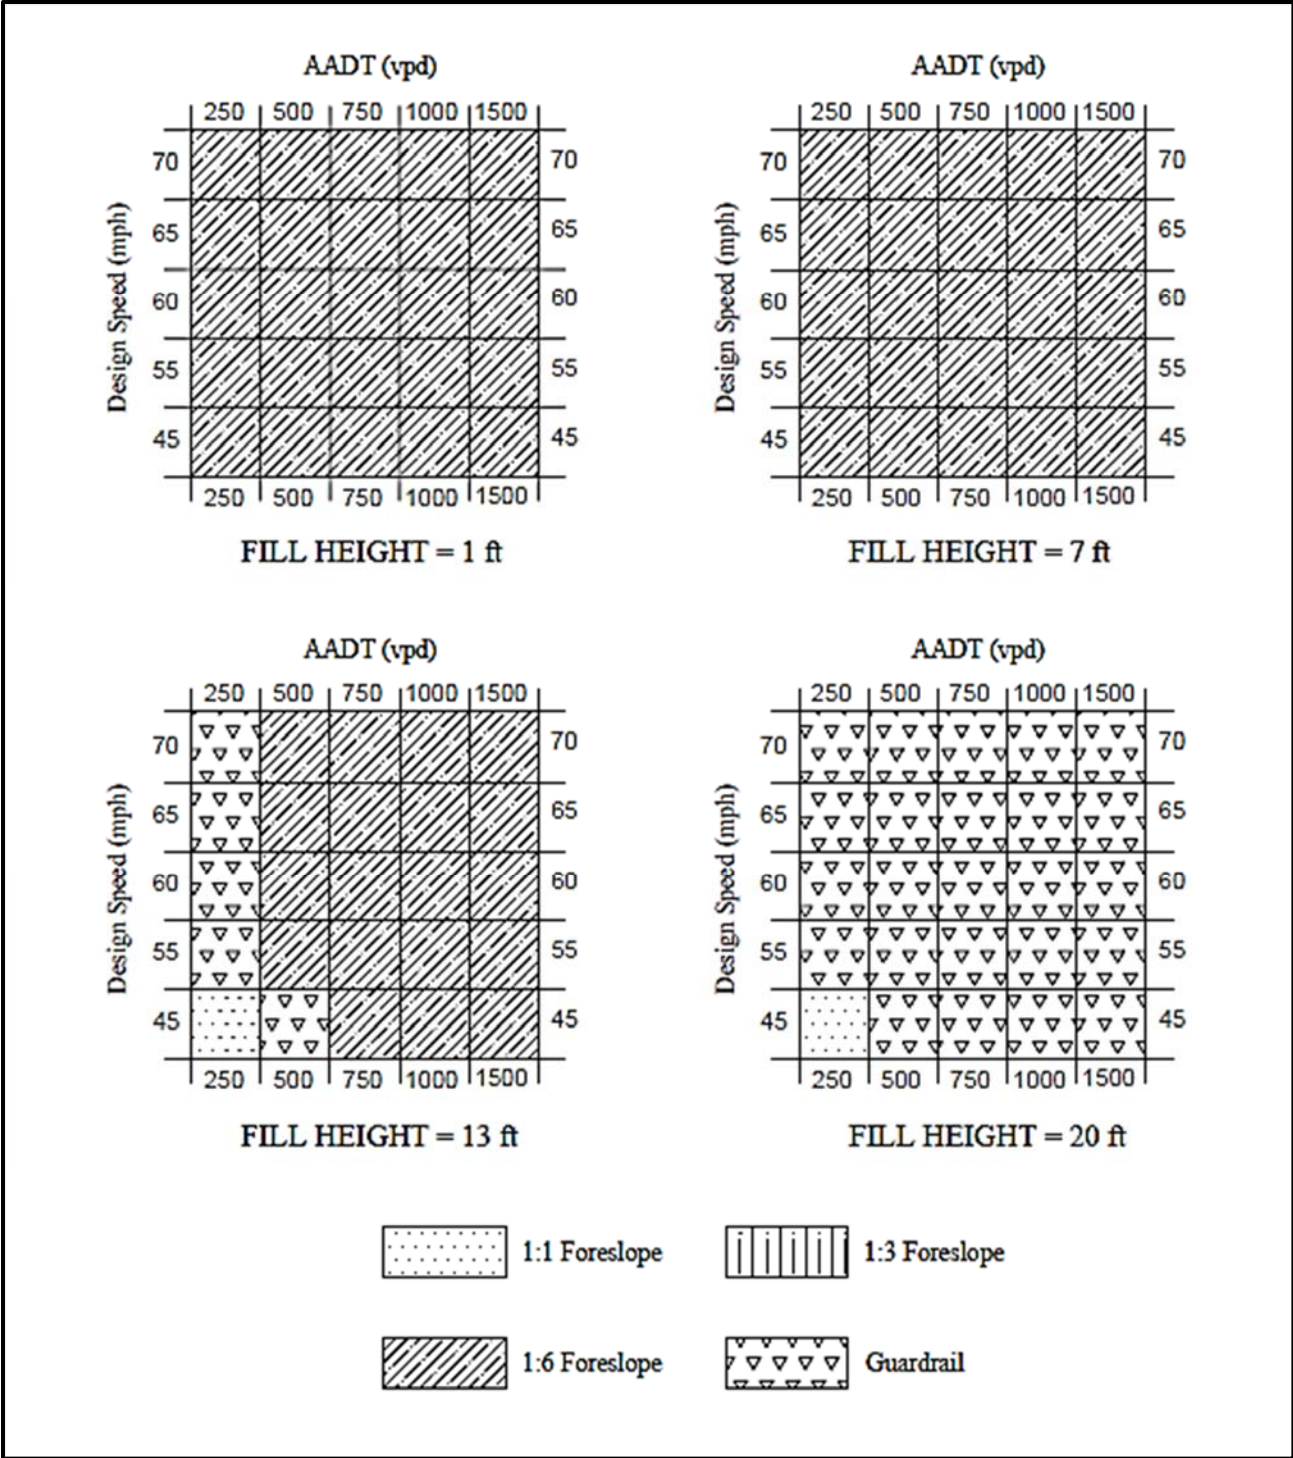 AADT (vpd)
250 500 750 1000 1500
Design Speed (mph)
70 70
65 65
60 60
55 55
45 45
250 500 750 1000 1500
FILL HEIGHT = 1 ft
AADT (vpd)
250 500 750 1000 1500
Design Speed (mph)
70 70
65 65
60 60
55 55
45 45
250 500 750 1000 1500
FILL HEIGHT = 7 ft
AADT (vpd)
250 500 750 1000 1500
Design Speed (mph)
70 70
65 65
60 60
55 55
45 45
250 500 750 1000 1500
FILL HEIGHT = 13 ft
AADT (vpd)
250 500 750 1000 1500
Design Speed (mph)
70 70
65 65
60 60
55 55
45 45
250 500 750 1000 1500
FILL HEIGHT = 20 ft
1:1 Foreslope
1:3 Foreslope
1:6 Foreslope
Guardrail